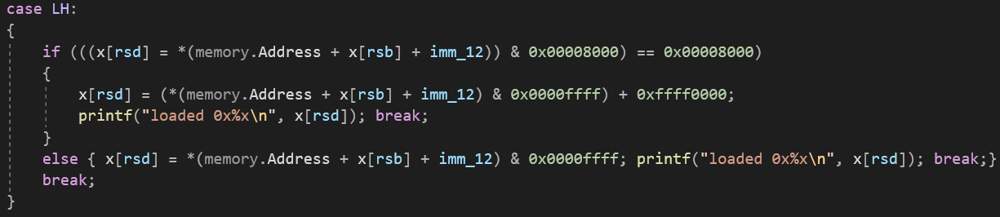 case LH:
{
if (((x[rsd] = *(memory.Address + x[rsb] + imm_12)) & 0x00008000) == 0x00008000)
{
x[rsd] = (*(memory.Address + x[rsb] + imm_12) & 0x0000ffff) + 0xffff0000;
printf("loaded 0x%x\n", x[rsd]); break;
}
else { x[rsd] = *(memory.Address + x[rsb] + imm_12) & 0x0000ffff; printf("loaded 0x%x\n", x[rsd]); break;}
break;
}